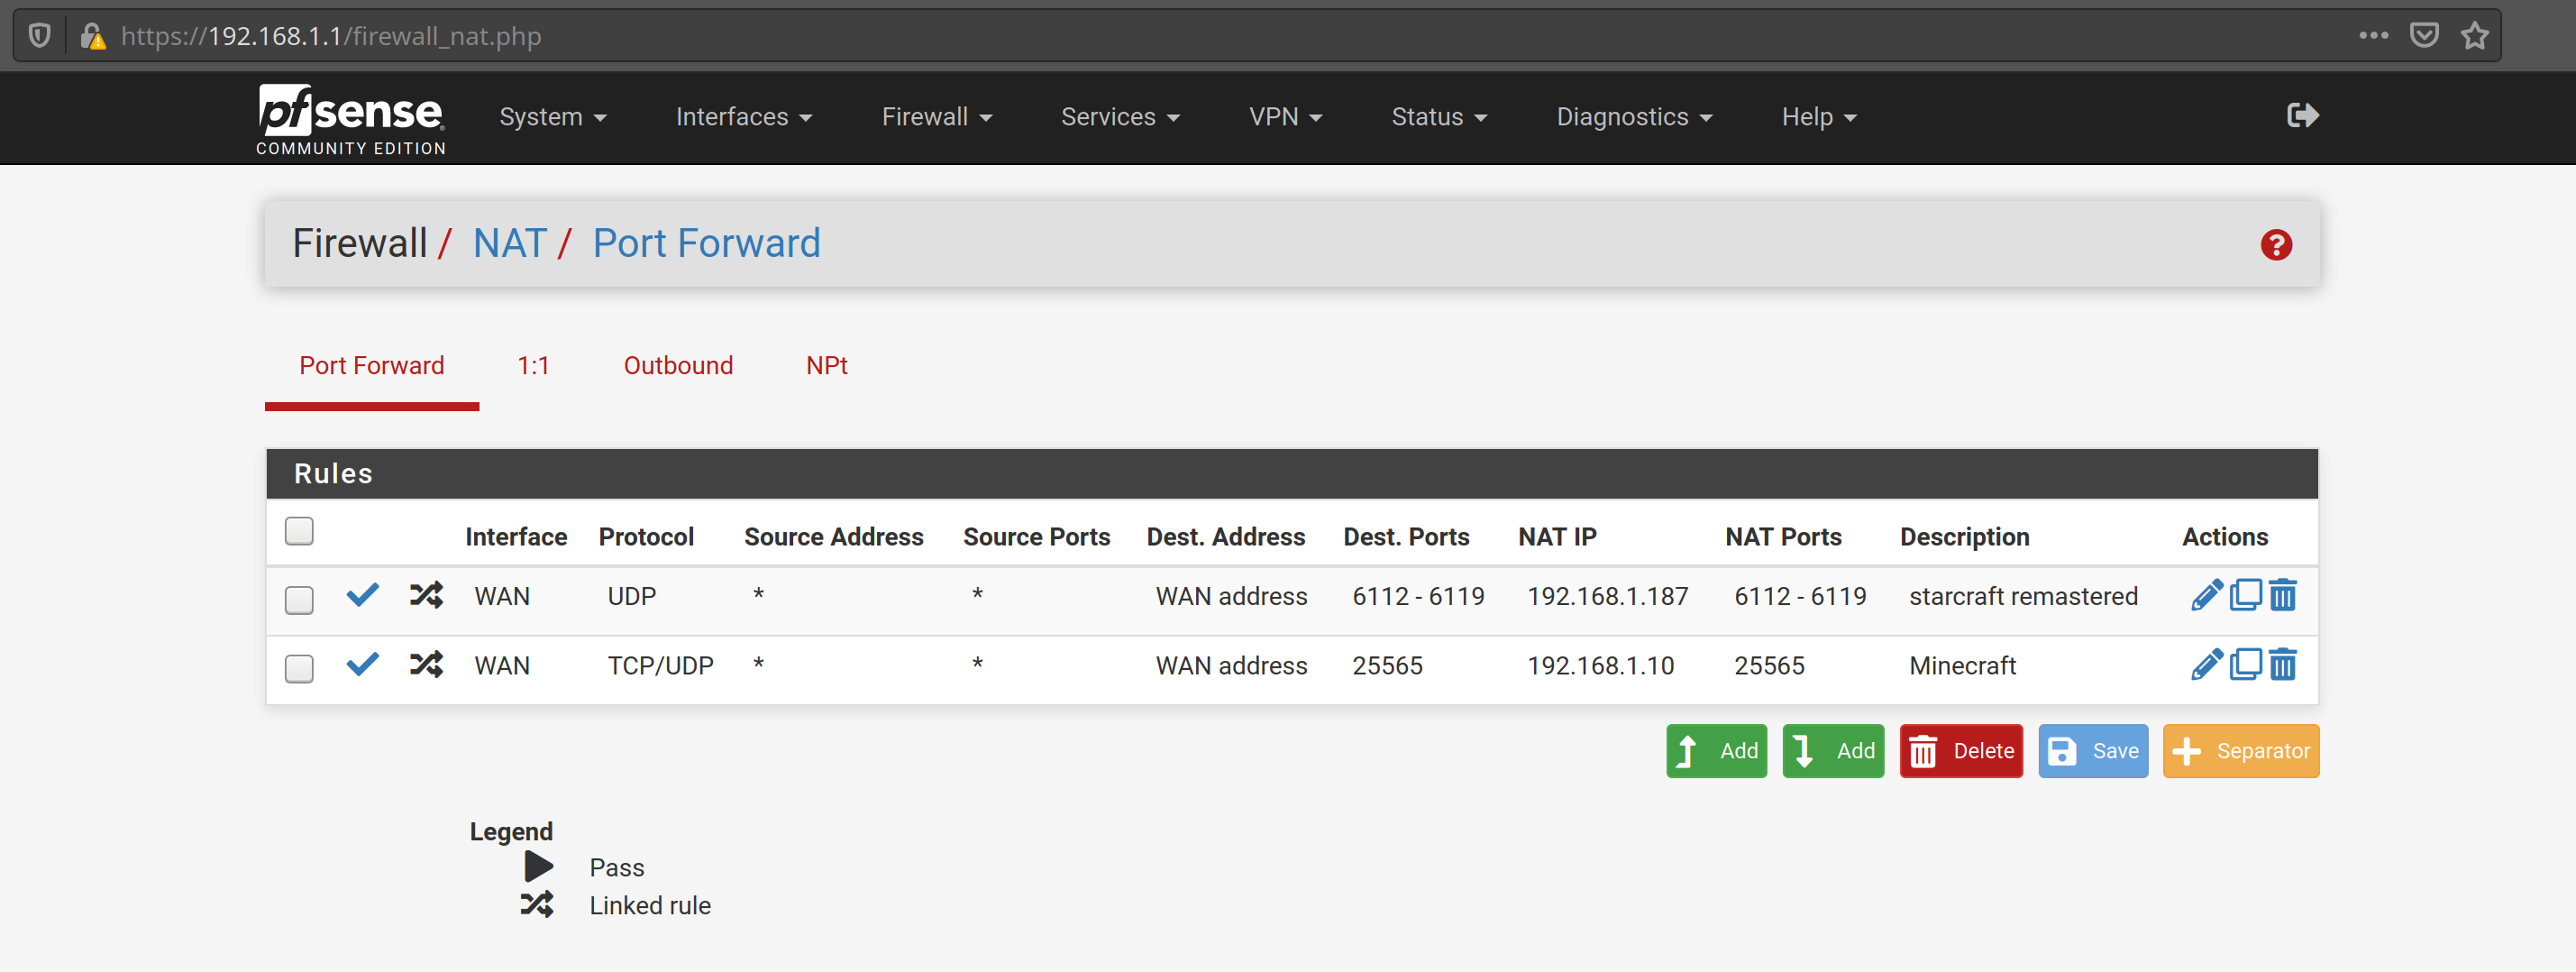 https://192.168.1.1/firewall_nat.php
pfsense System Interfaces Firewall Services VPN Status Diagnostics Help
COMMUNITY EDITION
Firewall / NAT / Port Forward ?
Port Forward 1:1 Outbound NPt
Rules
Interface Protocol Source Address Source Ports Dest. Address Dest. Ports NAT IP NAT Ports Description Actions
WAN UDP * * WAN address 6112 - 6119 192.168.1.187 6112 - 6119 starcraft remastered
WAN TCP/UDP * * WAN address 25565 192.168.1.10 25565 Minecraft
Add Add Delete Save Separator
Legend
Pass
Linked rule